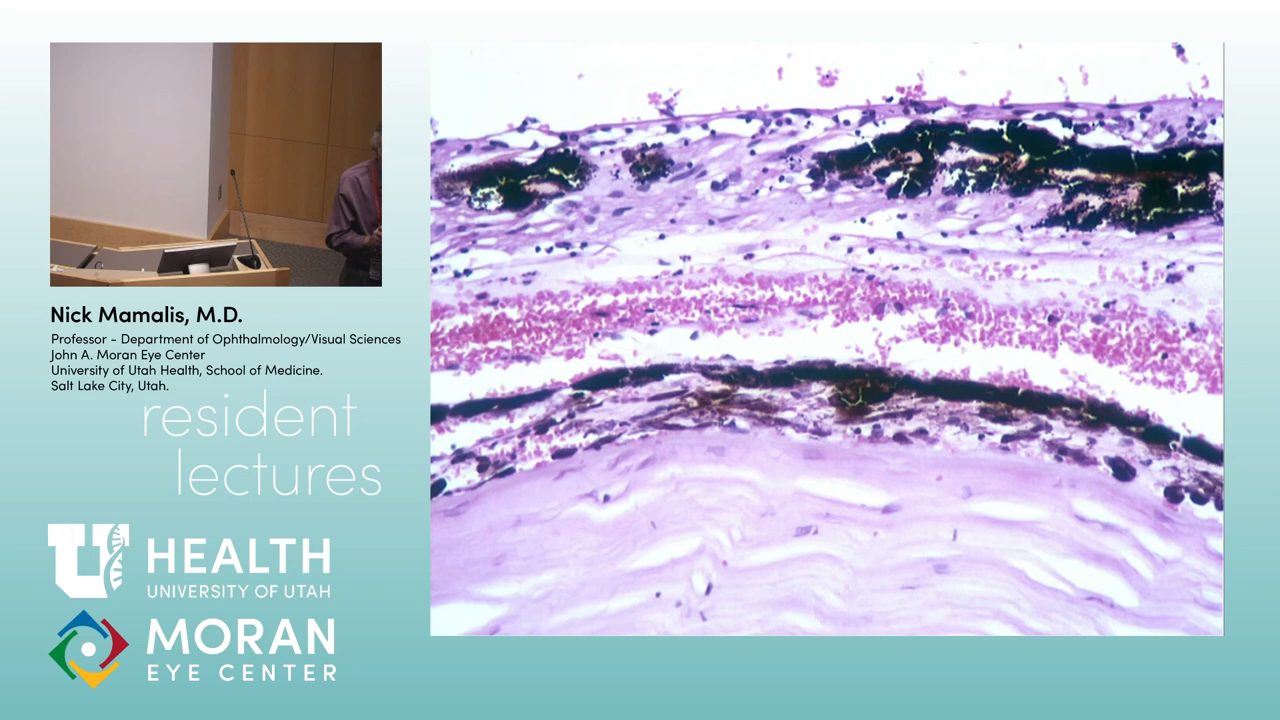 Nick Mamalis, M.D.
Professor - Department of Ophthalmology/Visual Sciences
John A. Moran Eye Center
University of Utah Health, School of Medicine.
Salt Lake City, Utah.
resident
lectures
U HEALTH
UNIVERSITY OF UTAH
MORAN
EYE CENTER